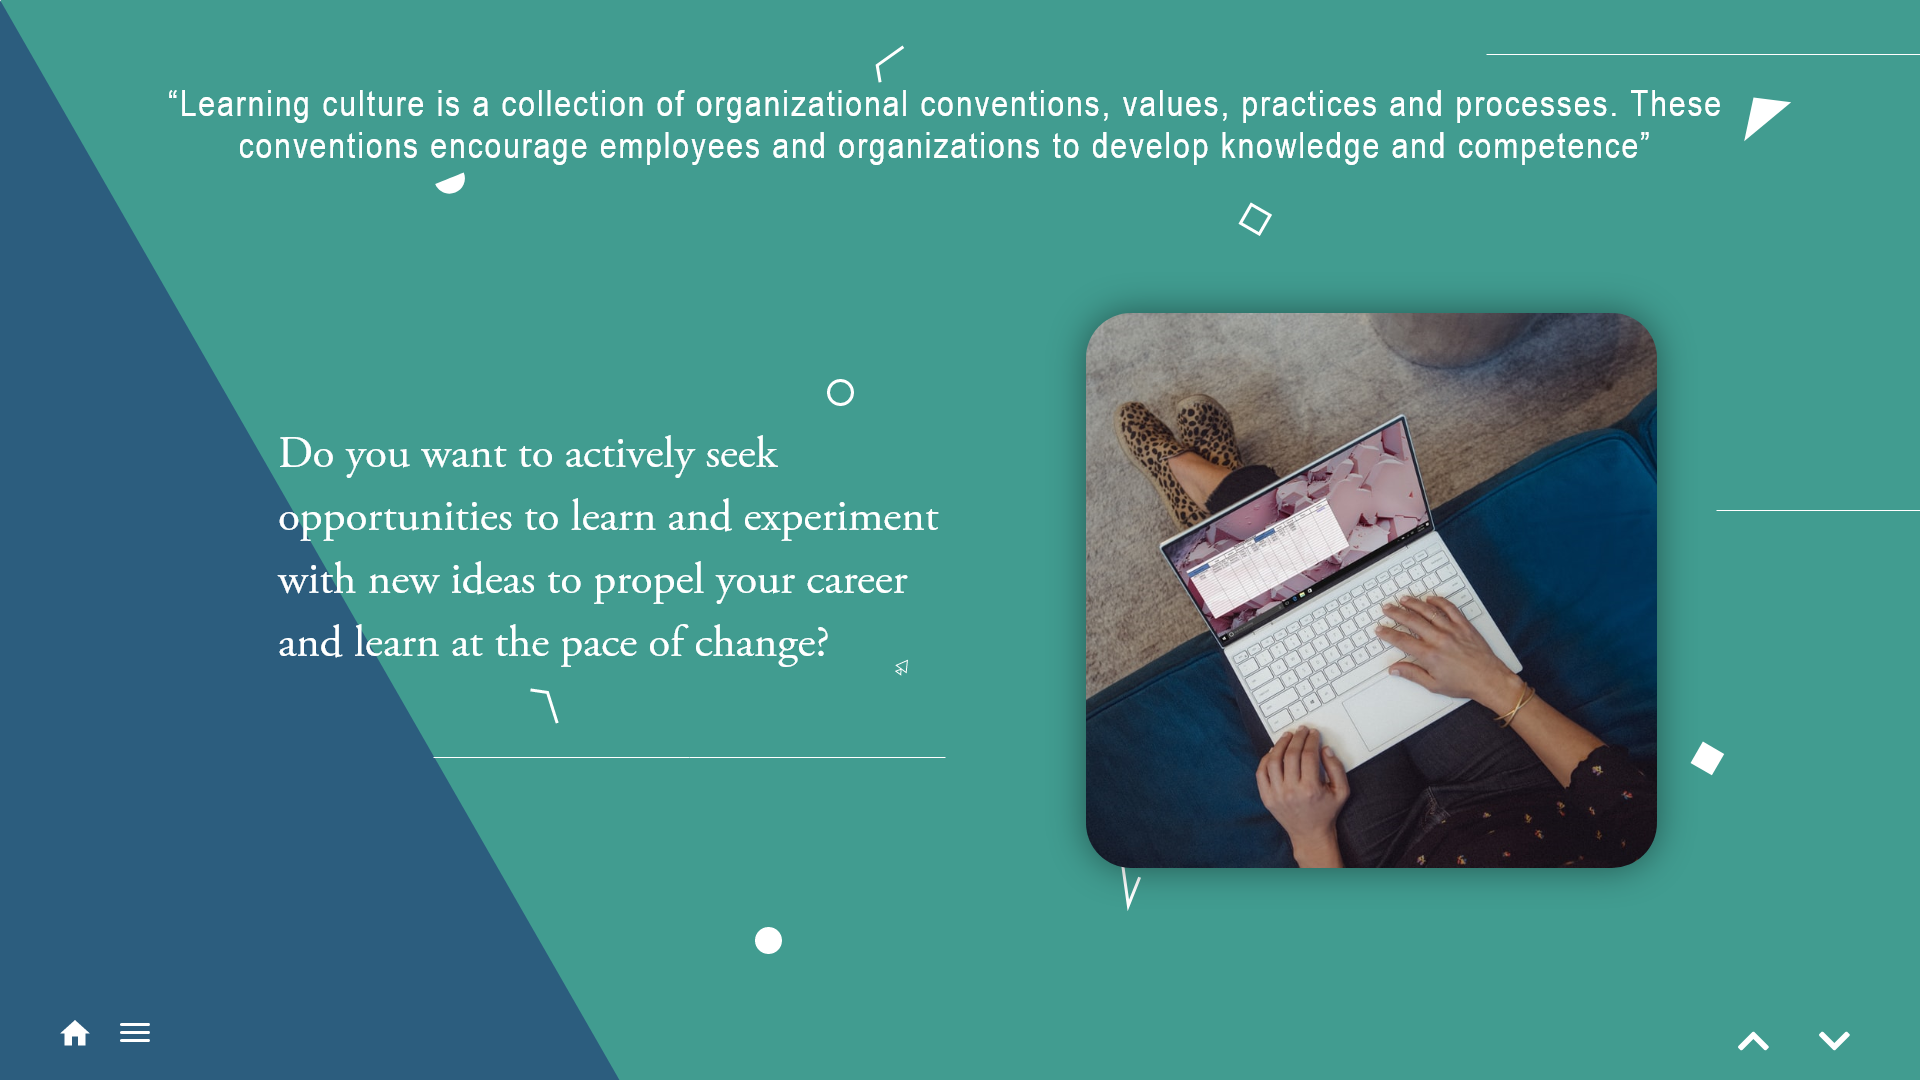 “Learning culture is a collection of organizational conventions, values, practices and processes. These
conventions encourage employees and organizations to develop knowledge and competence”
Do you want to actively seek
opportunities to learn and experiment
with new ideas to propel your career
and learn at the pace of change?